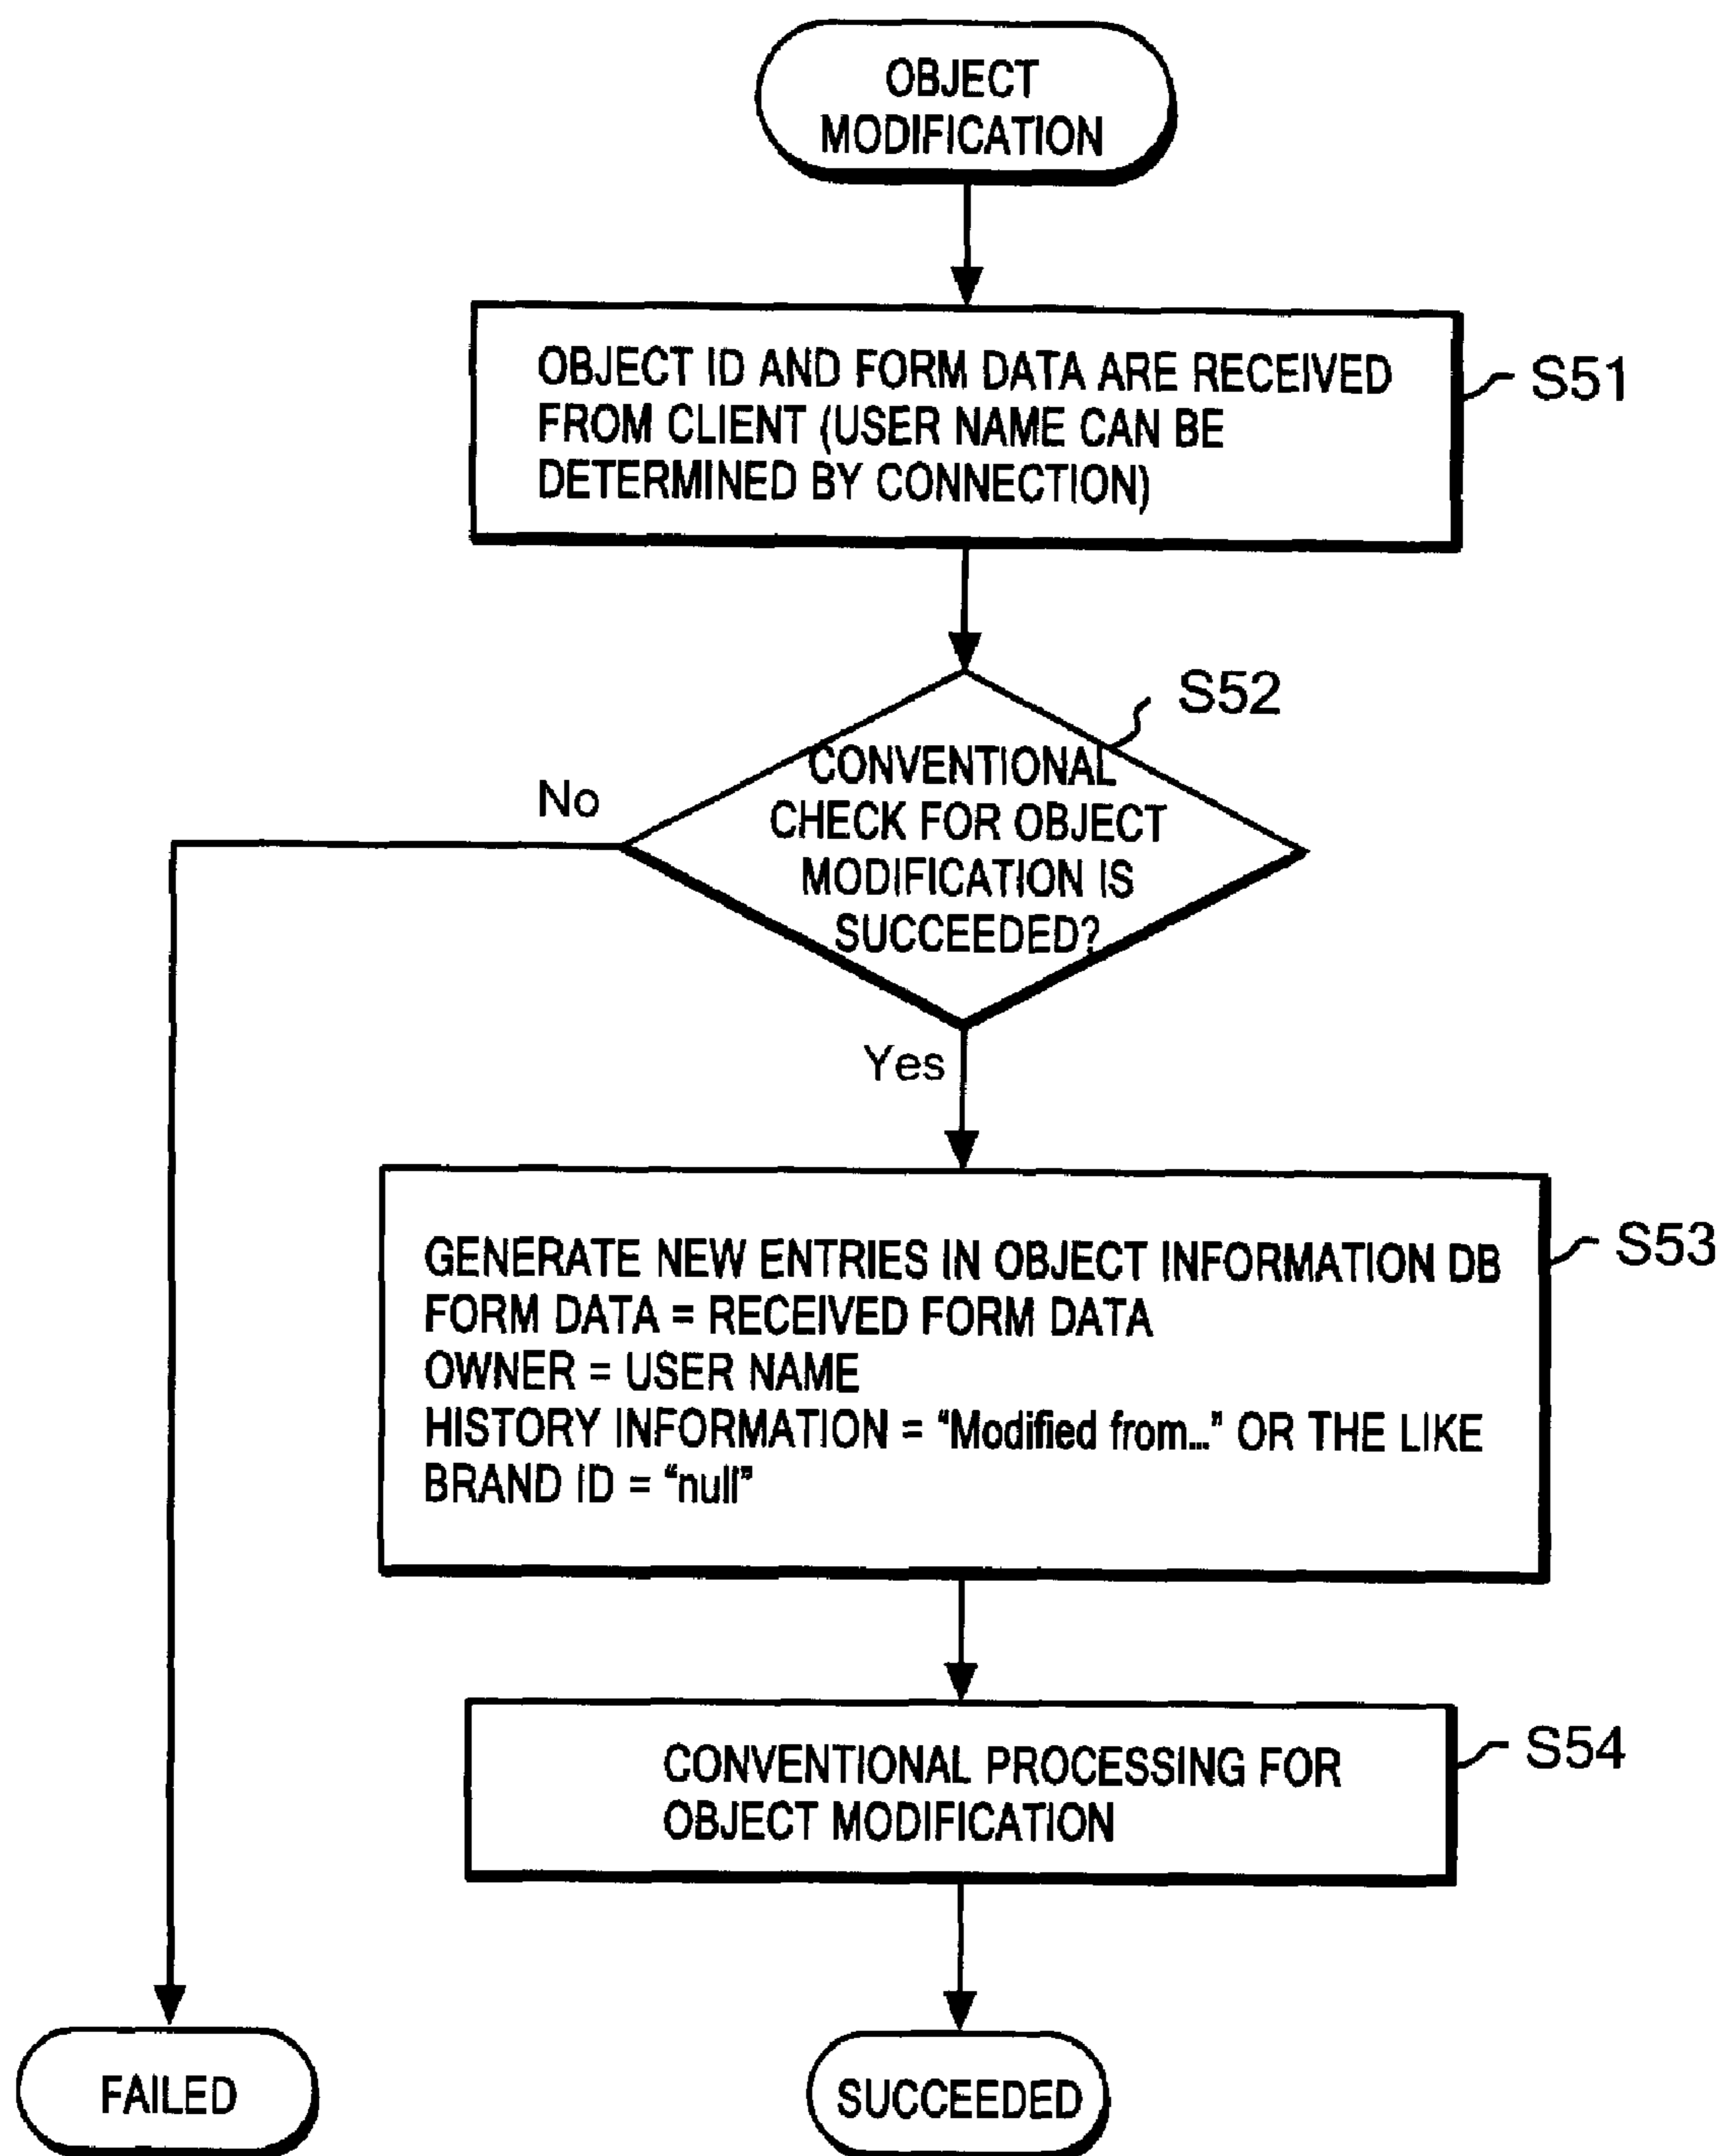 OBJECT
MODIFICATION
OBJECT ID AND FORM DATA ARE RECEIVED
FROM CLIENT (USER NAME CAN BE
DETERMINED BY CONNECTION)
S51
S52
CONVENTIONAL
CHECK FOR OBJECT
MODIFICATION IS
SUCCEEDED?
No
Yes
GENERATE NEW ENTRIES IN OBJECT INFORMATION DB
FORM DATA = RECEIVED FORM DATA
OWNER = USER NAME
HISTORY INFORMATION = “Modified from...” OR THE LIKE
BRAND ID = “null”
S53
CONVENTIONAL PROCESSING FOR
OBJECT MODIFICATION
S54
FAILED
SUCCEEDED